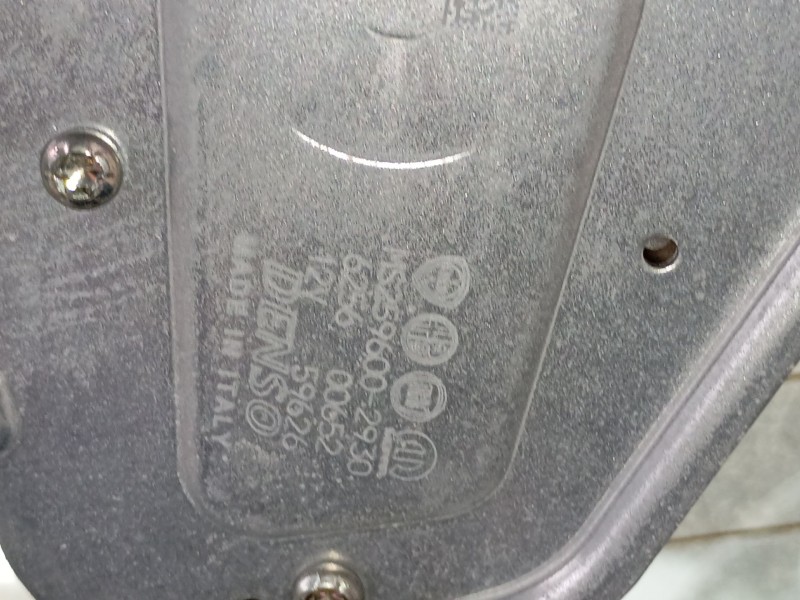 MS259600-2930
6256 00652
12V 59626
DENSO
MADE IN ITALY